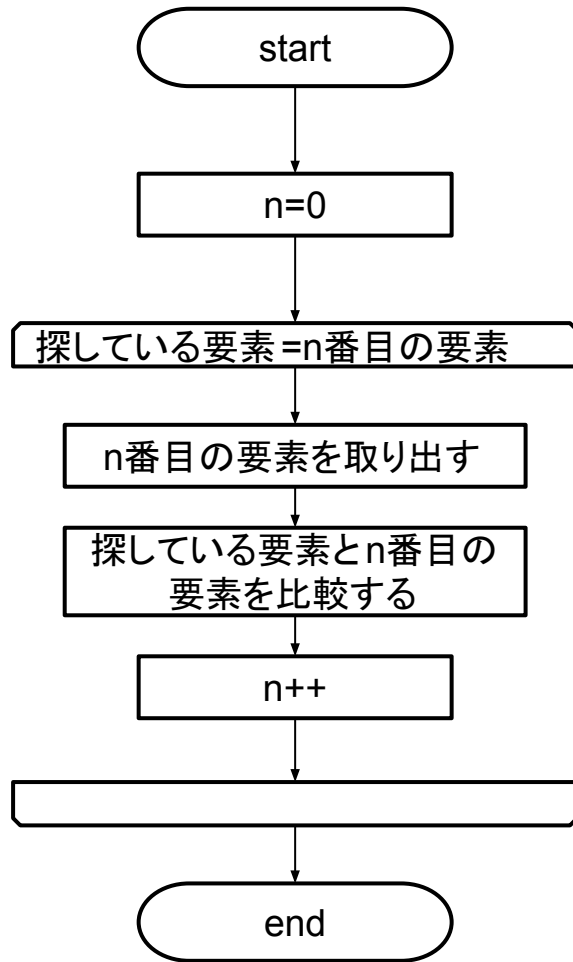 start
n=0
探している要素=n番目の要素
n番目の要素を取り出す
探している要素とn番目の
要素を比較する
n++
end